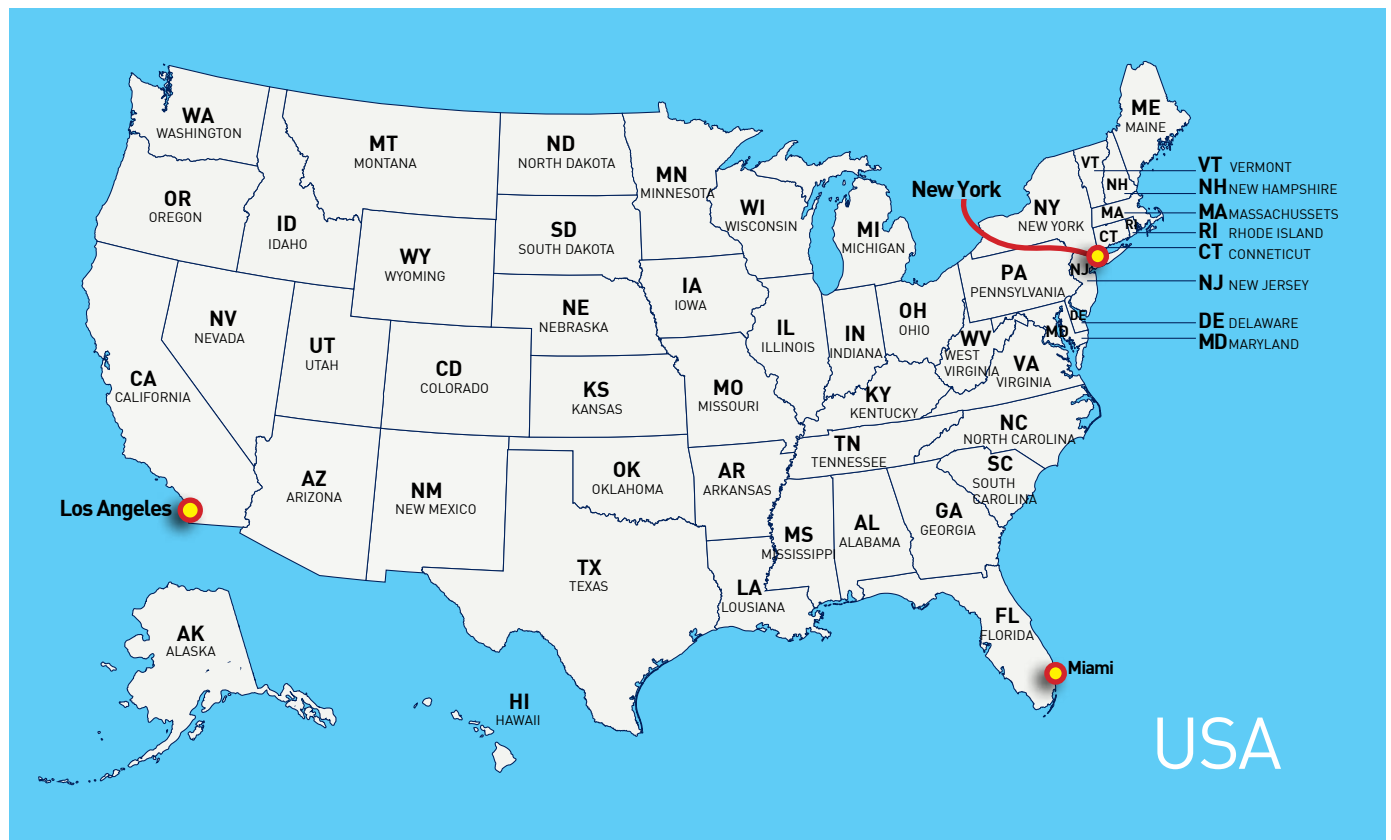 WA
WASHINGTON
OR
OREGON
ID
IDAHO
MT
MONTANA
WY
WYOMING
ND
NORTH DAKOTA
SD
SOUTH DAKOTA
NE
NEBRASKA
MN
MINNESOTA
WI
WISCONSIN
IA
IOWA
MI
MICHIGAN
New York
NY
NEW YORK
ME
MAINE
VT
NH
MA
RI
CT
NJ
DE
MD
VT VERMONT
NH NEW HAMPSHIRE
MA MASSACHUSSETS
RI RHODE ISLAND
CT CONNETICUT
NJ NEW JERSEY
DE DELAWARE
MD MARYLAND
CA
CALIFORNIA
NV
NEVADA
UT
UTAH
CD
COLORADO
KS
KANSAS
MO
MISSOURI
IL
ILLINOIS
IN
INDIANA
OH
OHIO
PA
PENNSYLVANIA
WV
WEST
VIRGINIA
VA
VIRGINIA
KY
KENTUCKY
TN
TENNESSEE
NC
NORTH CAROLINA
SC
SOUTH
CAROLINA
Los Angeles
AZ
ARIZONA
NM
NEW MEXICO
OK
OKLAHOMA
AR
ARKANSAS
TX
TEXAS
LA
LOUSIANA
MS
MISSISSIPPI
AL
ALABAMA
GA
GEORGIA
FL
FLORIDA
Miami
AK
ALASKA
HI
HAWAII
USA